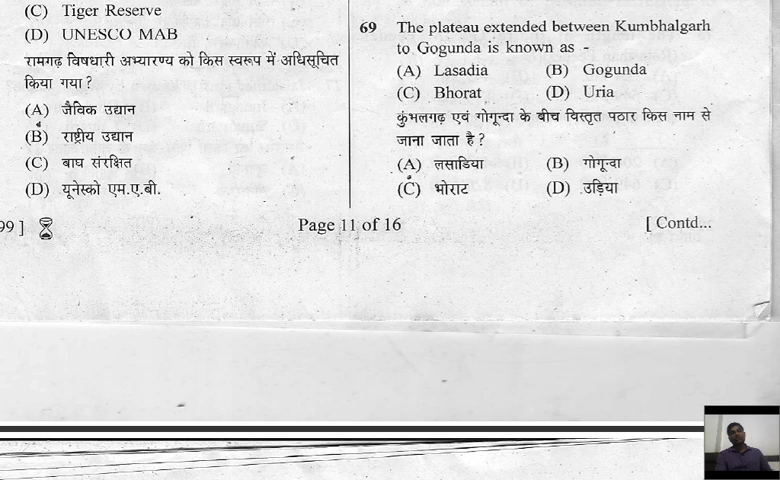 (C) Tiger Reserve
(D) UNESCO MAB
रामगढ़ विषधारी अभ्यारण्य को किस स्वरूप में अधिसूचित
किया गया ?
(A) जैविक उद्यान
(B) राष्ट्रीय उद्यान
(C) बाघ संरक्षित
(D) यूनेस्को एम.ए.बी.
69 The plateau extended between Kumbhalgarh
to Gogunda is known as -
(A) Lasadia (B) Gogunda
(C) Bhorat (D) Uria
कुंभलगढ़ एवं गोगून्दा के बीच विस्तृत पठार किस नाम से
जाना जाता है ?
(A) लसाडिया (B) गोगून्दा
(C) भोराट (D) उड़िया
99 ] Page 11 of 16 [ Contd...